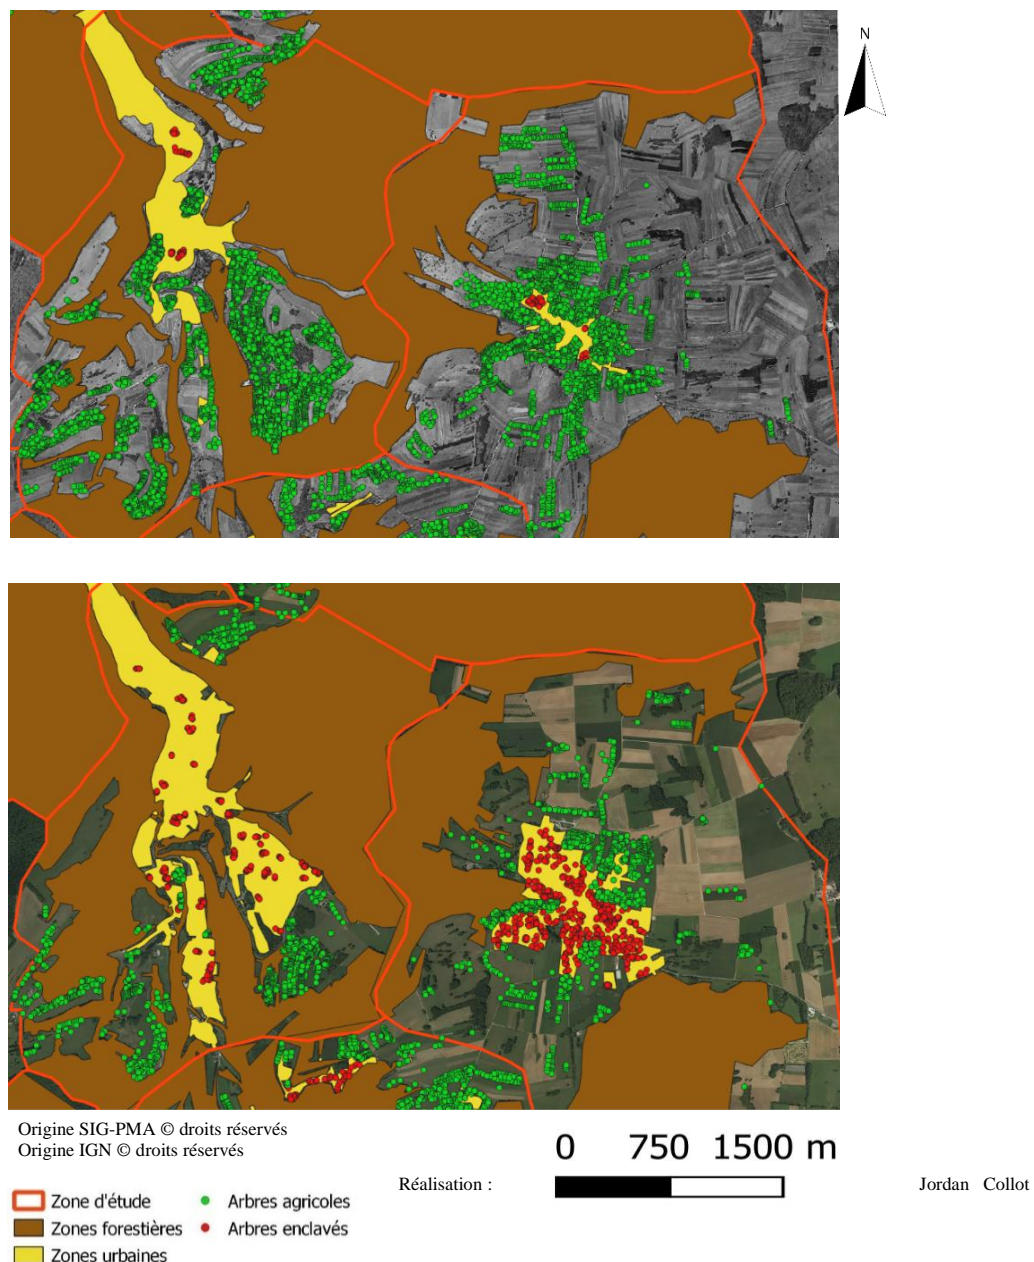 N
Origine SIG-PMA © droits réservés
Origine IGN © droits réservés
0 750 1500 m
Réalisation : Jordan Collot
Zone d'étude
Arbres agricoles
Zones forestières
Arbres enclavés
Zones urbaines